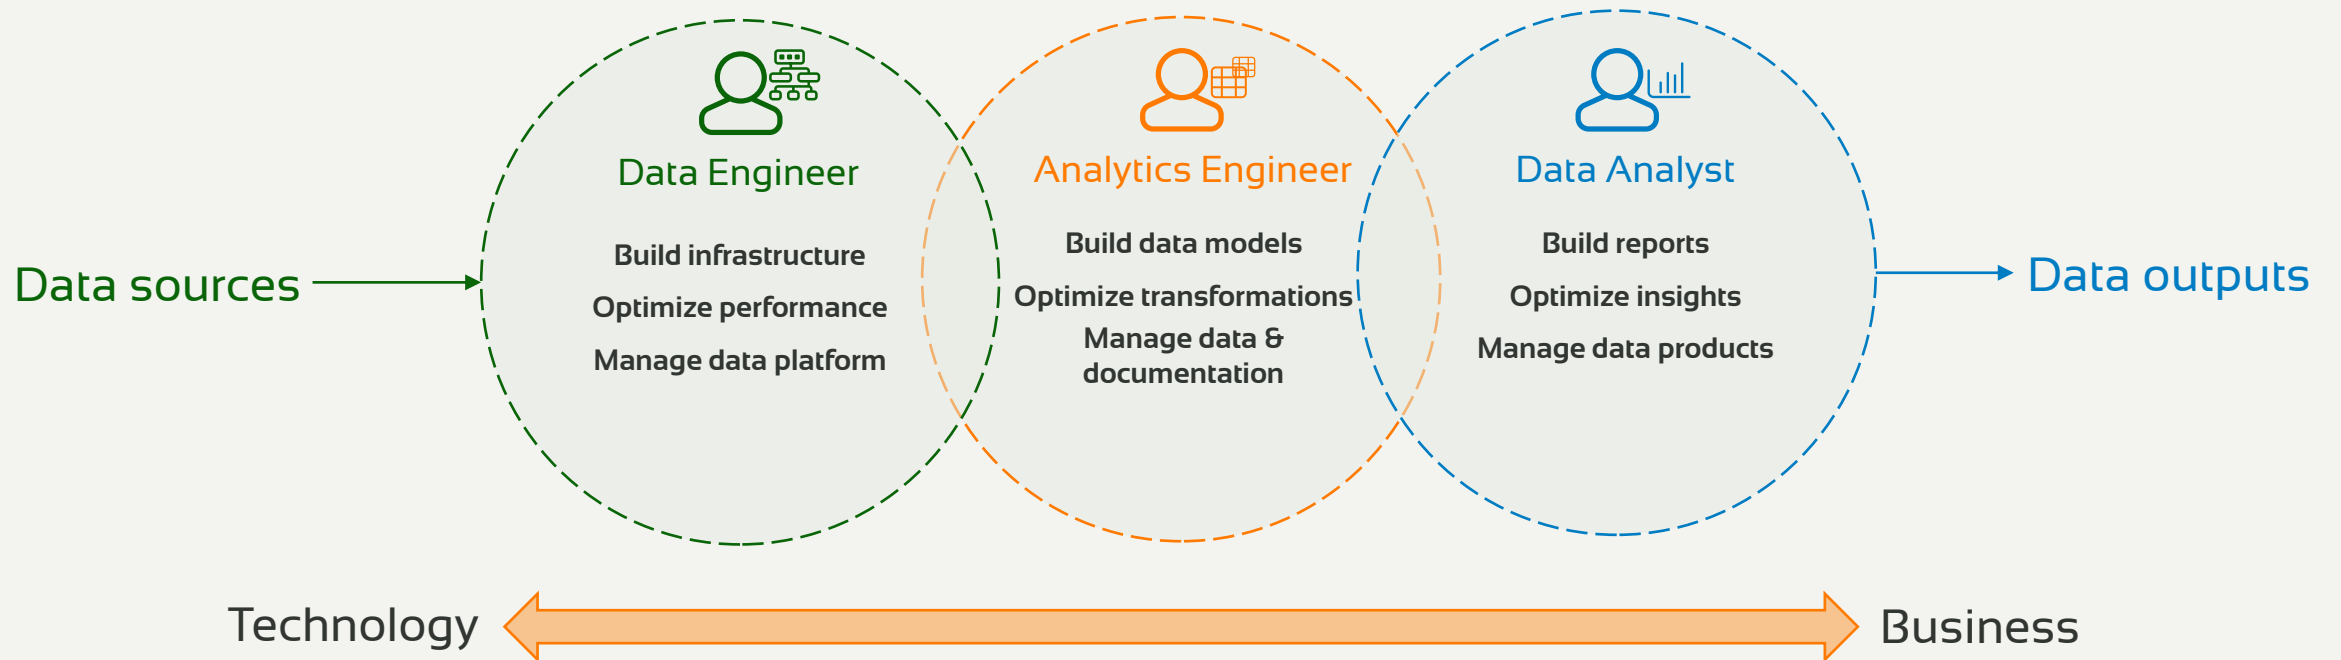 Data Engineer
Build infrastructure
Optimize performance
Manage data platform
Analytics Engineer
Build data models
Optimize transformations
Manage data &
documentation
Data Analyst
Build reports
Optimize insights
Manage data products
Data sources
Data outputs
Technology
Business